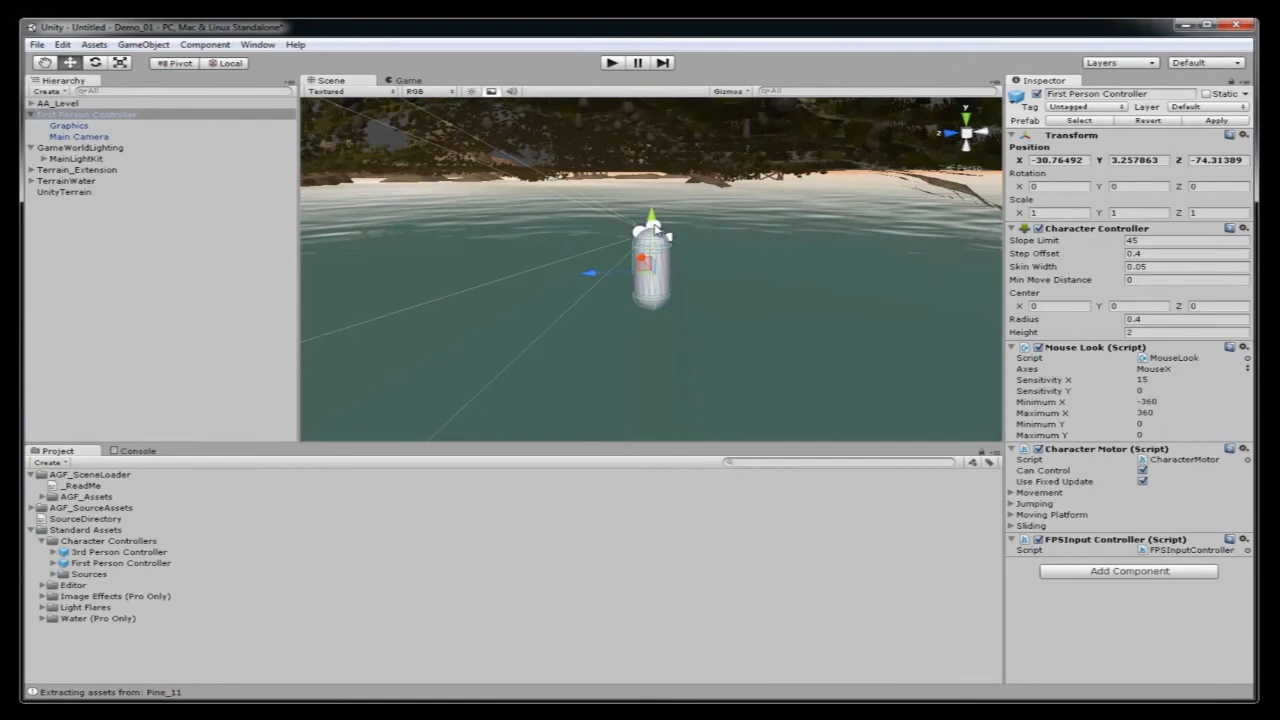 Unity - Untitled - Demo_01 - PC, Mac & Linux Standalone*
File Edit Assets GameObject Component Window Help
Pivot Local Layers Default
Hierarchy
Create All
AA_Level
First Person Controller
Graphics
Main Camera
GameWorldLighting
MainLightKit
Terrain_Extension
TerrainWater
UnityTerrain
Scene Game
Textured RGB Gizmos All
y
z
Persp
Inspector
First Person Controller Static
Tag Untagged Layer Default
Prefab Select Revert Apply
Transform
Position
X -30.76492 Y 3.257863 Z -74.31389
Rotation
X 0 Y 0 Z 0
Scale
X 1 Y 1 Z 1
Character Controller
Slope Limit 45
Step Offset 0.4
Skin Width 0.05
Min Move Distance 0
Center
X 0 Y 0 Z 0
Radius 0.4
Height 2
Mouse Look (Script)
Script MouseLook
Axes MouseX
Sensitivity X 15
Sensitivity Y 0
Minimum X -360
Maximum X 360
Minimum Y 0
Maximum Y 0
Character Motor (Script)
Script CharacterMotor
Can Control
Use Fixed Update
Movement
Jumping
Moving Platform
Sliding
FPSInput Controller (Script)
Script FPSInputController
Add Component
Project Console
Create
AGF_SceneLoader
_ReadMe
AGF_Assets
AGF_SourceAssets
SourceDirectory
Standard Assets
Character Controllers
3rd Person Controller
First Person Controller
Sources
Editor
Image Effects (Pro Only)
Light Flares
Water (Pro Only)
Extracting assets from: Pine_11